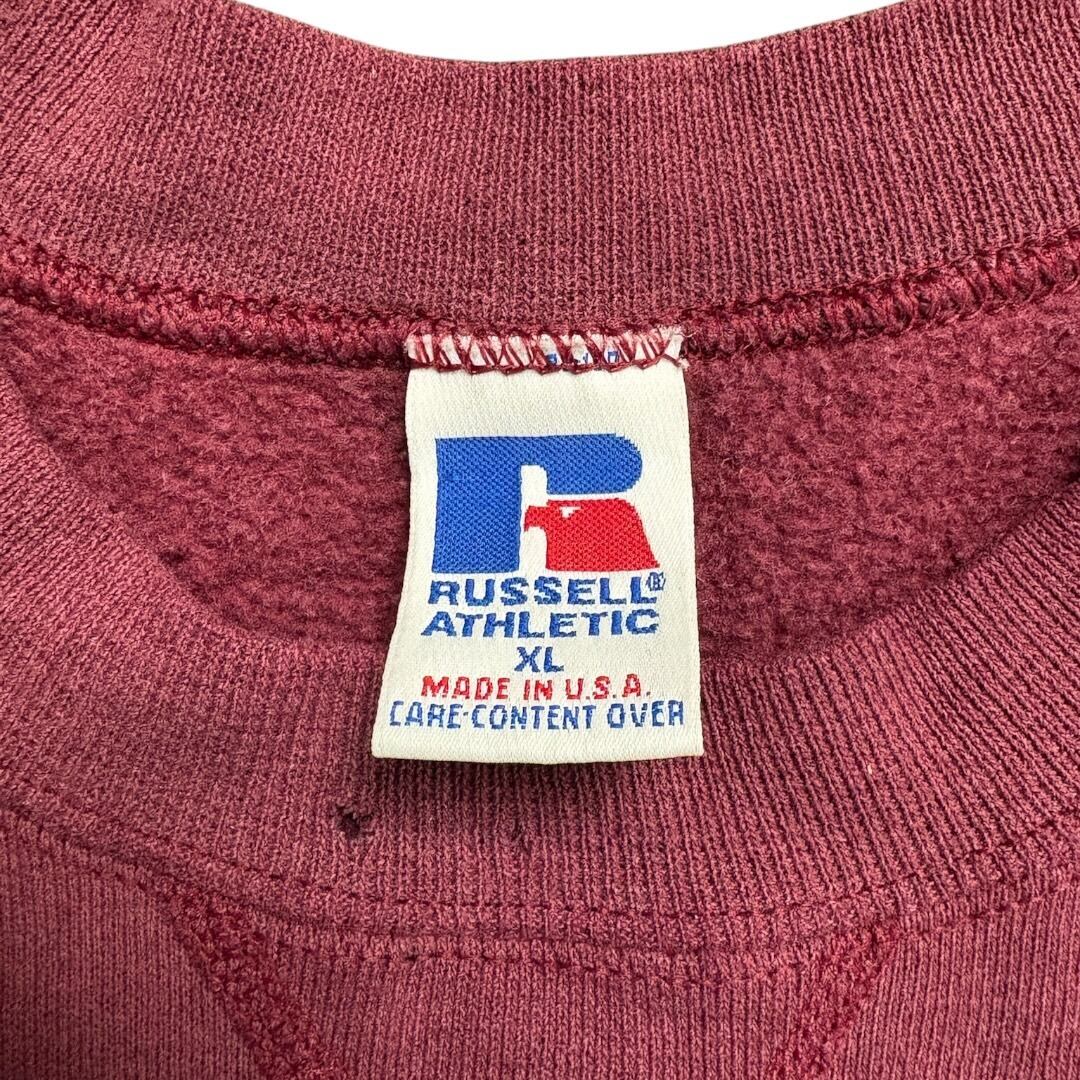 RUSSELL®
ATHLETIC
XL
MADE IN U.S.A.
CARE-CONTENT OVER